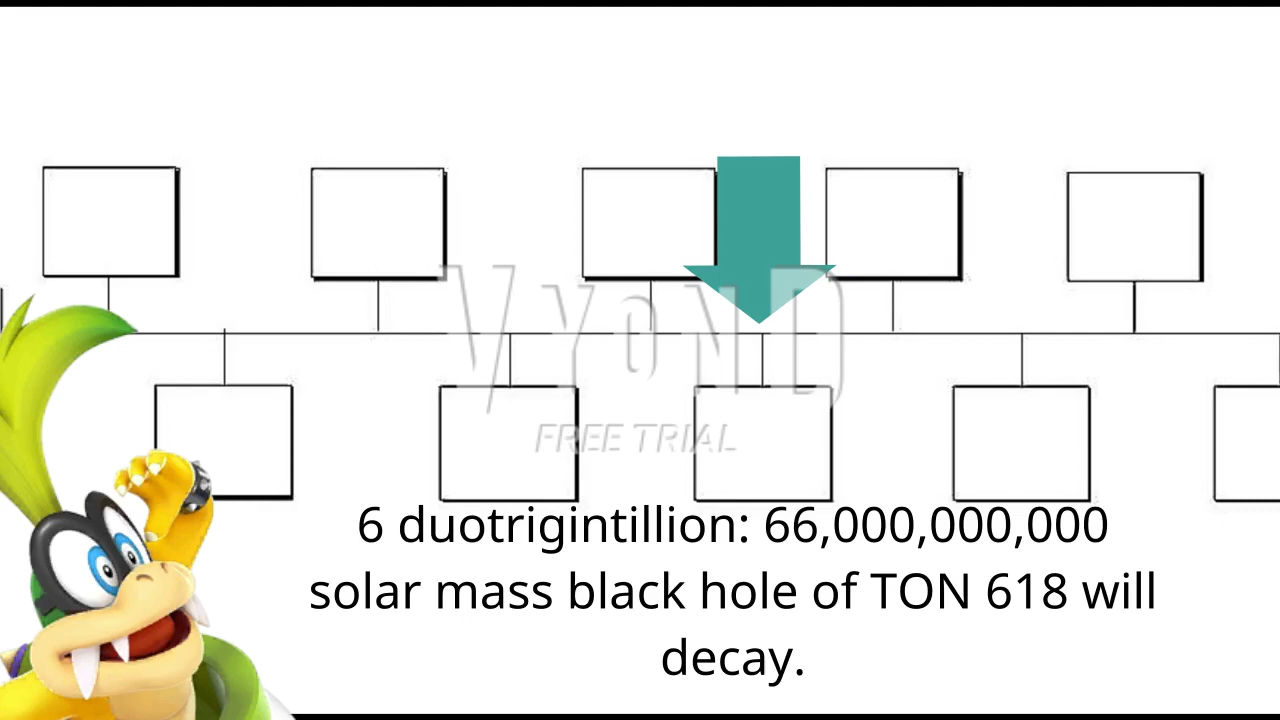 VYOND
FREE TRIAL
6 duotrigintillion: 66,000,000,000
solar mass black hole of TON 618 will
decay.